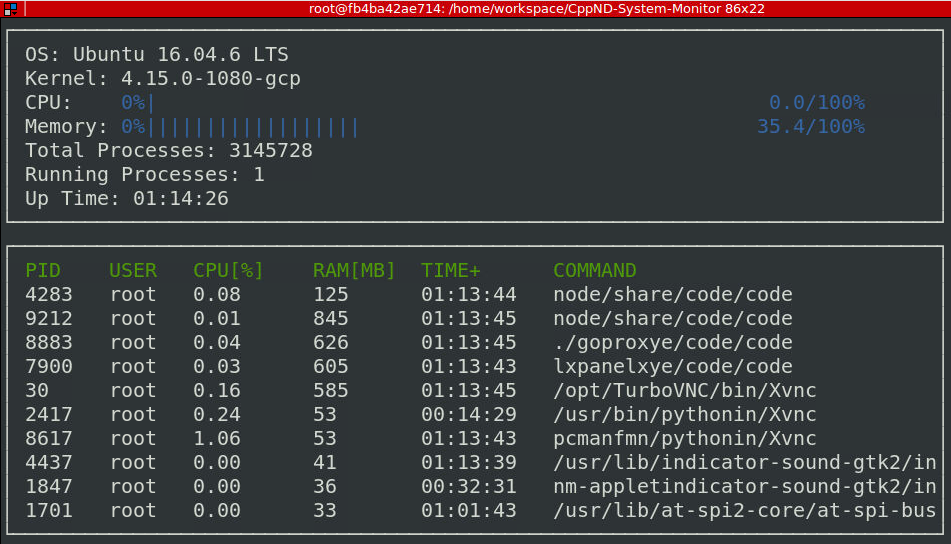 root@fb4ba42ae714: /home/workspace/CppND-System-Monitor 86x22
OS: Ubuntu 16.04.6 LTS
Kernel: 4.15.0-1080-gcp
CPU: 0%| 0.0/100%
Memory: 0%|||||||||||||||||| 35.4/100%
Total Processes: 3145728
Running Processes: 1
Up Time: 01:14:26
PID USER CPU[%] RAM[MB] TIME+ COMMAND
4283 root 0.08 125 01:13:44 node/share/code/code
9212 root 0.01 845 01:13:45 node/share/code/code
8883 root 0.04 626 01:13:45 ./goproxye/code/code
7900 root 0.03 605 01:13:43 lxpanelxye/code/code
30 root 0.16 585 01:13:45 /opt/TurboVNC/bin/Xvnc
2417 root 0.24 53 00:14:29 /usr/bin/pythonin/Xvnc
8617 root 1.06 53 01:13:43 pcmanfmn/pythonin/Xvnc
4437 root 0.00 41 01:13:39 /usr/lib/indicator-sound-gtk2/in
1847 root 0.00 36 00:32:31 nm-appletindicator-sound-gtk2/in
1701 root 0.00 33 01:01:43 /usr/lib/at-spi2-core/at-spi-bus